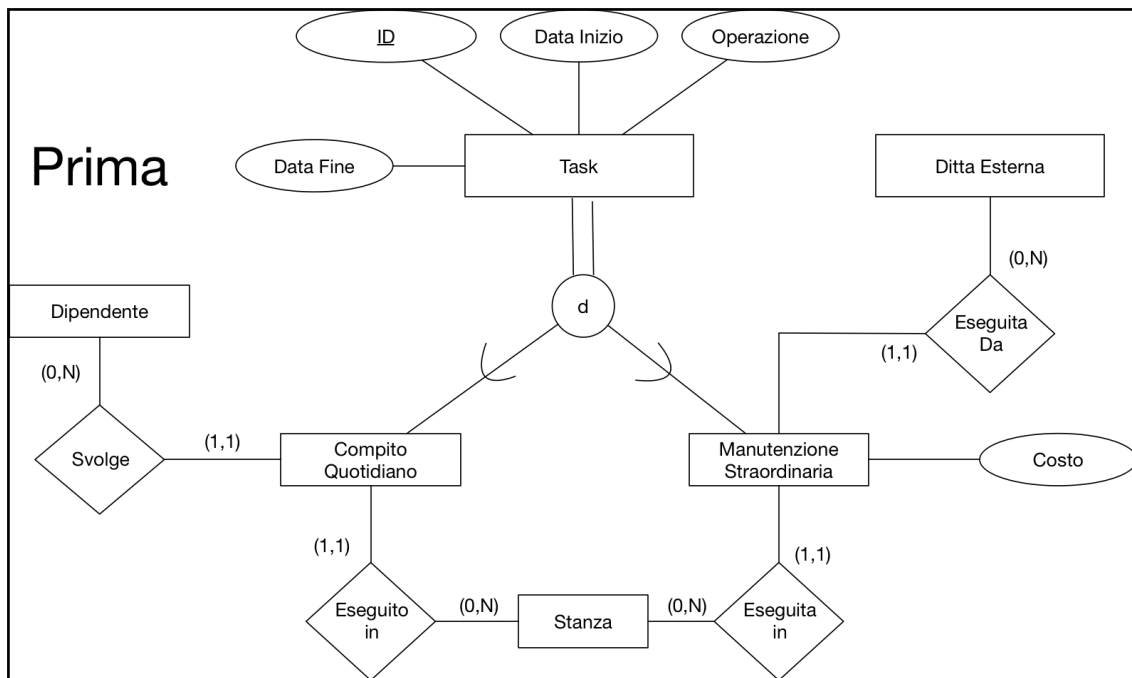 ID
Data Inizio
Operazione
Prima
Data Fine
Task
Ditta Esterna
(0,N)
Dipendente
d
Eseguita
Da
(1,1)
(0,N)
Svolge
(1,1)
Compito
Quotidiano
Manutenzione
Straordinaria
Costo
(1,1)
(1,1)
Eseguito
in
(0,N)
Stanza
(0,N)
Eseguita
in